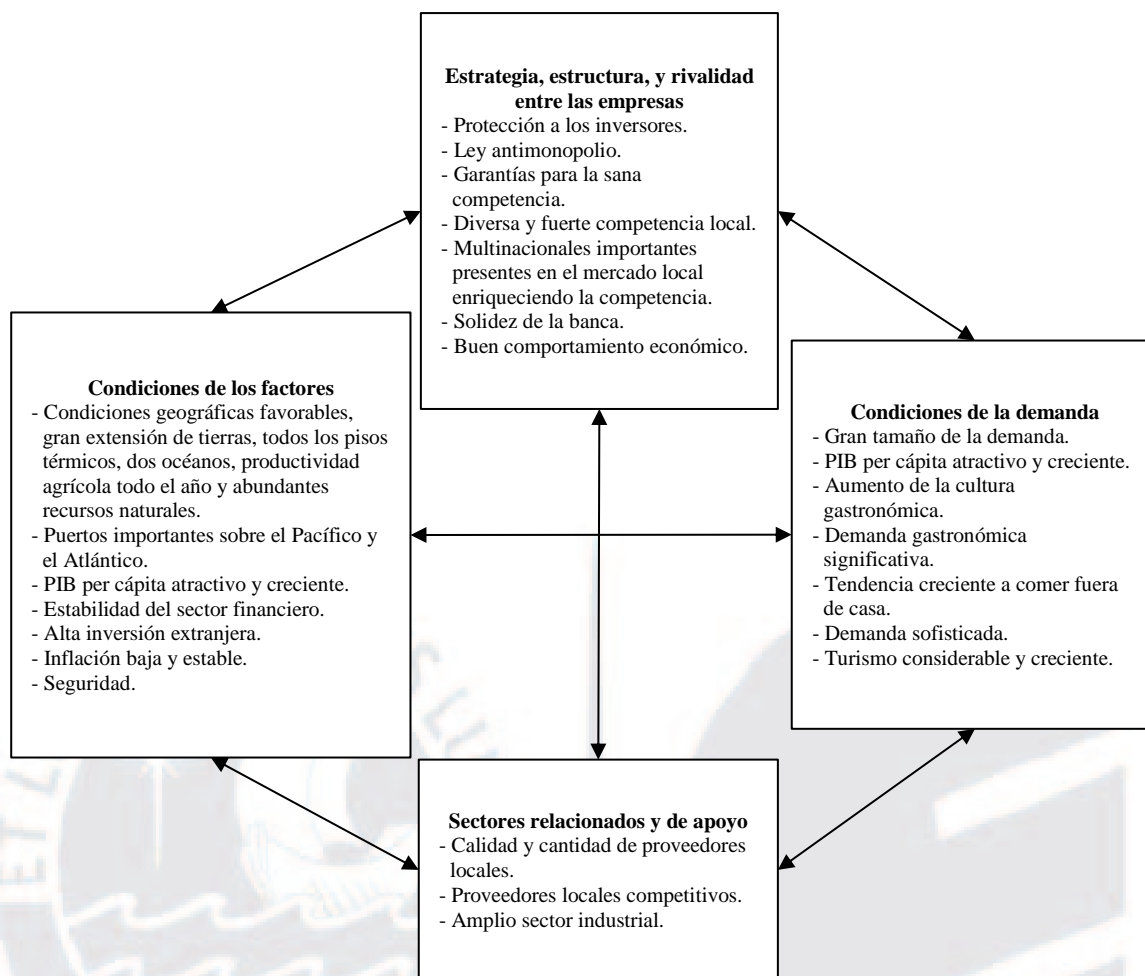 Estrategia, estructura, y rivalidad
entre las empresas
- Protección a los inversores.
- Ley antimonopolio.
- Garantías para la sana
competencia.
- Diversa y fuerte competencia local.
- Multinacionales importantes
presentes en el mercado local
enriqueciendo la competencia.
- Solidez de la banca.
- Buen comportamiento económico.
Condiciones de los factores
- Condiciones geográficas favorables,
gran extensión de tierras, todos los pisos
térmicos, dos océanos, productividad
agrícola todo el año y abundantes
recursos naturales.
- Puertos importantes sobre el Pacífico y
el Atlántico.
- PIB per cápita atractivo y creciente.
- Estabilidad del sector financiero.
- Alta inversión extranjera.
- Inflación baja y estable.
- Seguridad.
Condiciones de la demanda
- Gran tamaño de la demanda.
- PIB per cápita atractivo y creciente.
- Aumento de la cultura
gastronómica.
- Demanda gastronómica
significativa.
- Tendencia creciente a comer fuera
de casa.
- Demanda sofisticada.
- Turismo considerable y creciente.
Sectores relacionados y de apoyo
- Calidad y cantidad de proveedores
locales.
- Proveedores locales competitivos.
- Amplio sector industrial.